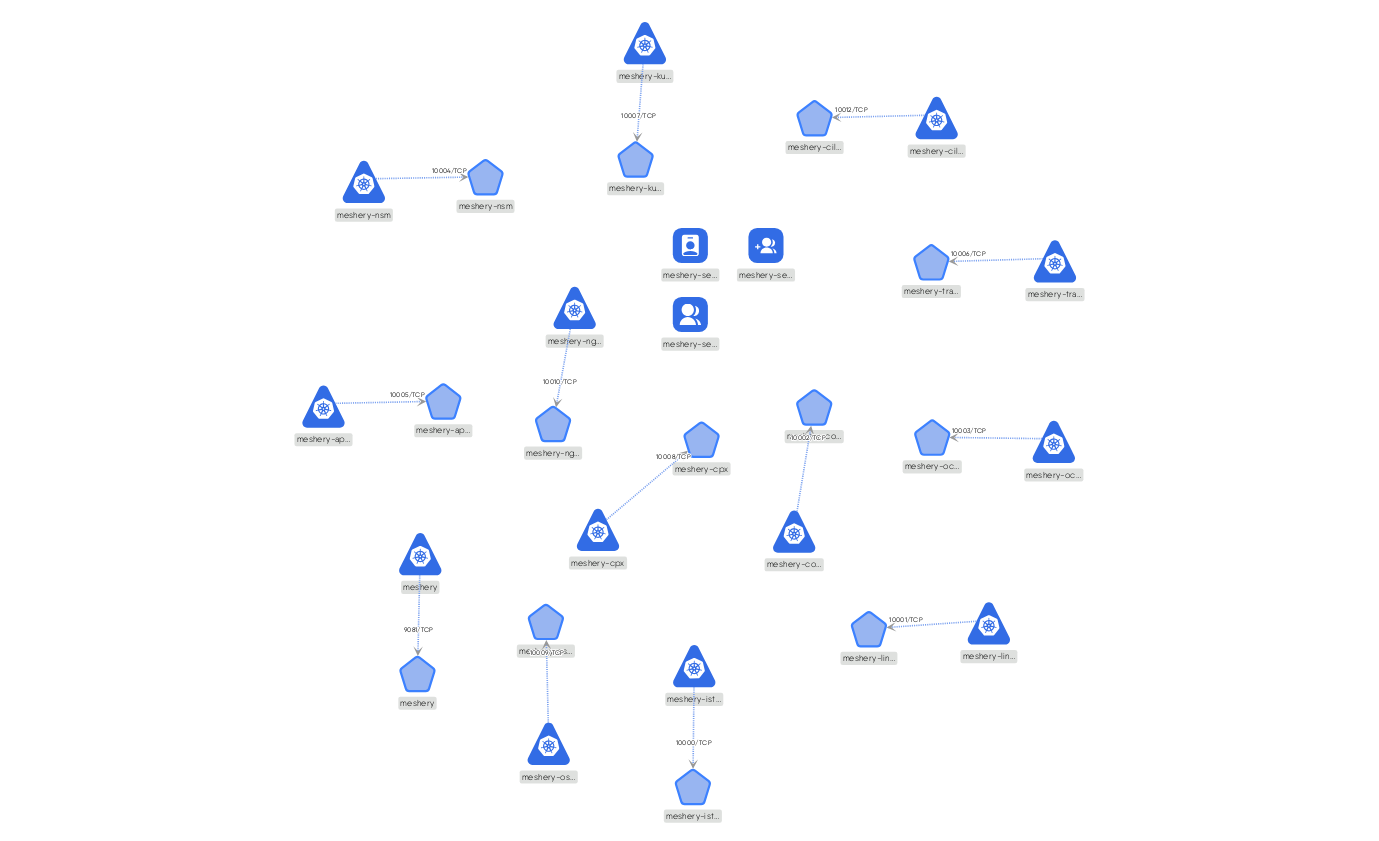 meshery-ku...
10012/TCP
10007/TCP
meshery-cil...
meshery-cil...
10004/TCP
meshery-ku...
meshery-nsm
meshery-nsm
10006/TCP
meshery-se...
meshery-se...
meshery-tra...
meshery-tra...
meshery-ng...
meshery-se...
10010/TCP
10005/TCP
meshery-ap...
meshery-ap...
10003/TCP
10002/TCP
co...
meshery-ng...
10008/TCP
meshery-cpx
meshery-oc...
meshery-oc...
meshery-cpx
meshery-co...
meshery
10001/TCP
9081/TCP
10009/TCP
meshery-lin...
meshery-lin...
meshery-ist...
meshery
10000/TCP
meshery-os...
meshery-ist...